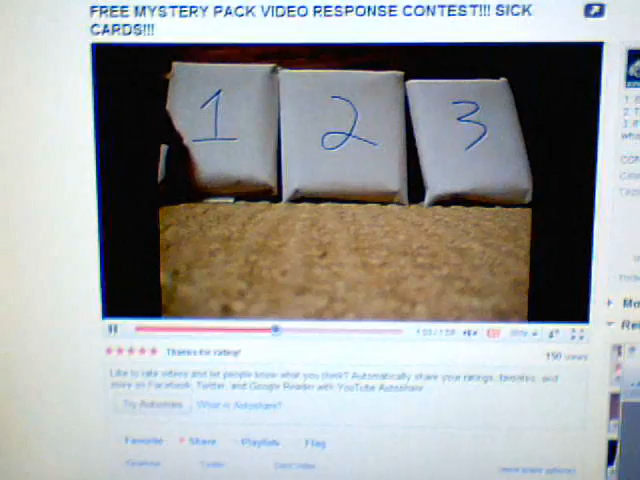 FREE MYSTERY PACK VIDEO RESPONSE CONTEST!!! SICK
CARDS!!!
1 2 3
Thanks for rating!
150 views
Like to rate videos and let people know what you think? Automatically share your ratings, favorites, and
more on Facebook, Twitter, and Google Reader with YouTube Autoshare
Try Autoshare What is Autoshare?
Favorite + Share Playlists Flag
Facebook Twitter